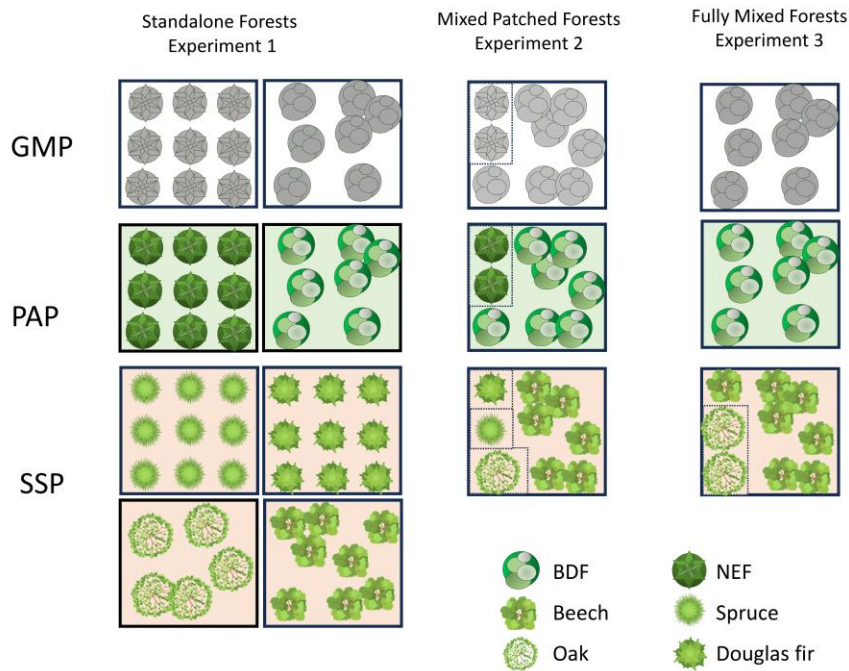 Standalone Forests
Experiment 1
Mixed Patched Forests
Experiment 2
Fully Mixed Forests
Experiment 3
GMP
PAP
SSP
BDF
NEF
Beech
Spruce
Oak
Douglas fir